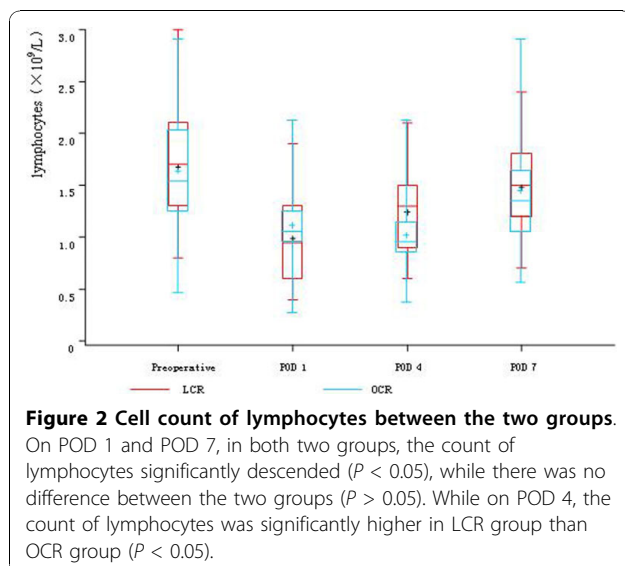 3.0
2.5
2.0
1.5
1.0
0.5
0
lymphocytes (×10⁹/L)
Preoperative POD 1 POD 4 POD 7
LCR OCR
Figure 2 Cell count of lymphocytes between the two groups.
On POD 1 and POD 7, in both two groups, the count of
lymphocytes significantly descended (P < 0.05), while there was no
difference between the two groups (P > 0.05). While on POD 4, the
count of lymphocytes was significantly higher in LCR group than
OCR group (P < 0.05).